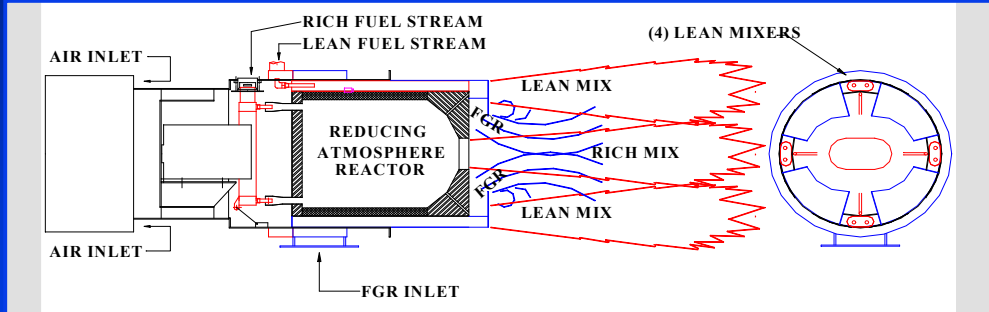 RICH FUEL STREAM
LEAN FUEL STREAM
(4) LEAN MIXERS
AIR INLET
LEAN MIX
FGR
REDUCING
ATMOSPHERE
REACTOR
RICH MIX
FGR
LEAN MIX
AIR INLET
FGR INLET